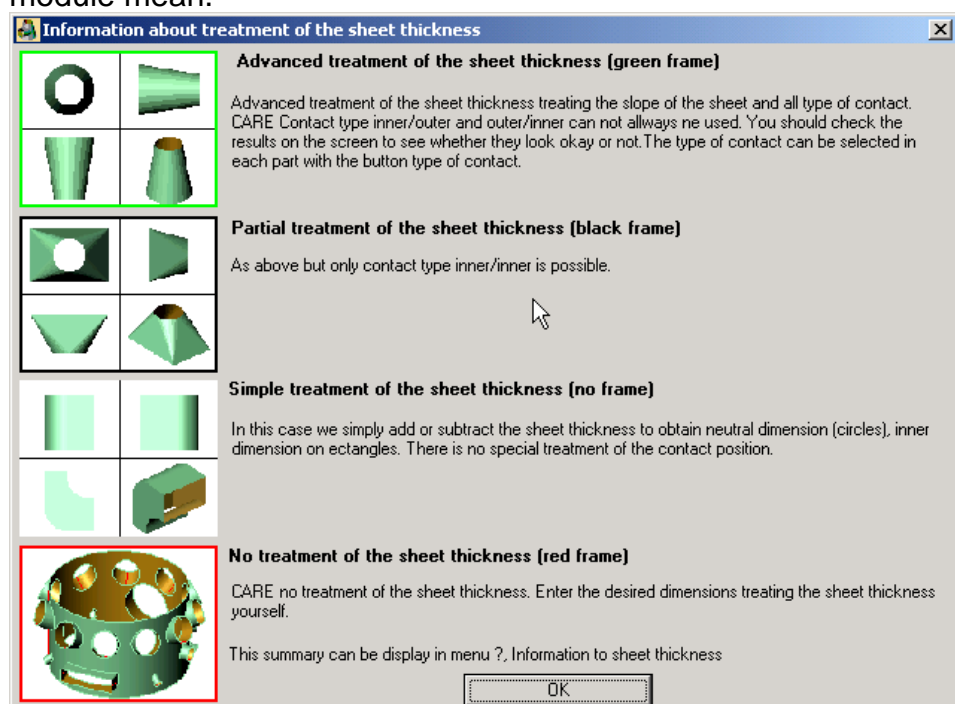 module mean.
Information about treatment of the sheet thickness
Advanced treatment of the sheet thickness (green frame)
Advanced treatment of the sheet thickness treating the slope of the sheet and all type of contact.
CARE Contact type inner/outer and outer/inner can not allways ne used. You should check the
results on the screen to see whether they look okay or not.The type of contact can be selected in
each part with the button type of contact.
Partial treatment of the sheet thickness (black frame)
As above but only contact type inner/inner is possible.
Simple treatment of the sheet thickness (no frame)
In this case we simply add or subtract the sheet thickness to obtain neutral dimension (circles), inner
dimension on ectangles. There is no special treatment of the contact position.
No treatment of the sheet thickness (red frame)
CARE no treatment of the sheet thickness. Enter the desired dimensions treating the sheet thickness
yourself.
This summary can be display in menu ?, Information to sheet thickness
OK